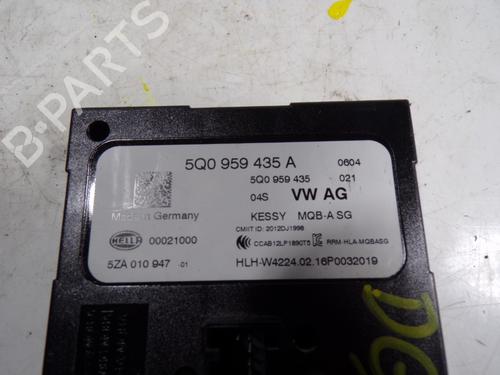 5Q0 959 435 A 0604
5Q0 959 435 021
04S VW AG
Made in Germany
KESSY MQB-A SG
CMIIT ID: 2012DJ1998
HELLA 00021000
CCAB12LP1890T5 RRM-HLA-MQBASG
5ZA 010 947 -01
HLH-W4224.02.16P0032019
B-PARTS